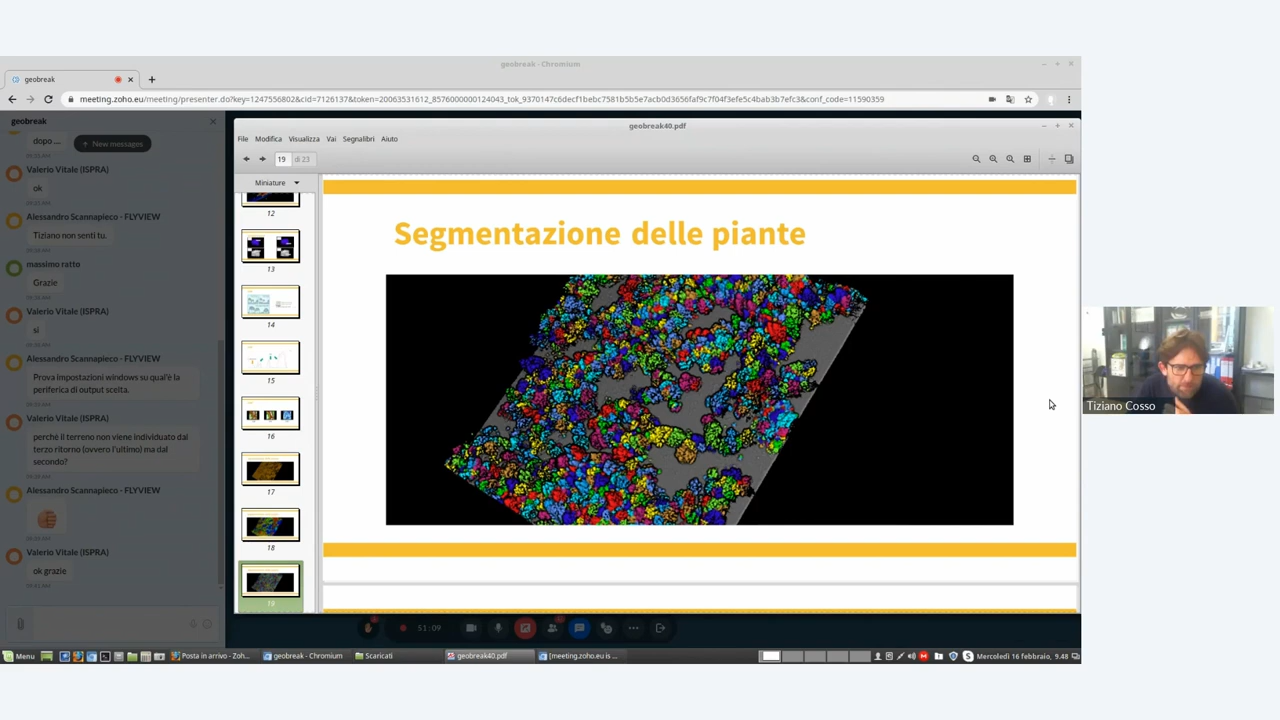 geobreak - Chromium
geobreak
meeting.zoho.eu/meeting/presenter.do?key=1247556802&cid=7126137&token=20063531612_8576000000124043_tok_9370147c6decf1bebc7581b5b5e7acb0d3656faf9c7f04f3efe5c4bab3b7efc3&conf_code=11590359
geobreak
dopo ...
↑ New messages
Valerio Vitale (ISPRA)
ok
Alessandro Scannapieco - FLYVIEW
Tiziano non senti tu.
massimo ratto
Grazie
Valerio Vitale (ISPRA)
si
Alessandro Scannapieco - FLYVIEW
Prova impostazioni windows su qual'è la
periferica di output scelta.
Valerio Vitale (ISPRA)
perchè il terreno non viene individuato dal
terzo ritorno (ovvero l'ultimo) ma dal
secondo?
Alessandro Scannapieco - FLYVIEW
Valerio Vitale (ISPRA)
ok grazie
geobreak40.pdf
File Modifica Visualizza Vai Segnalibri Aiuto
19 di 23
Miniature
12
13
14
15
16
17
18
19
Segmentazione delle piante
51:09
Tiziano Cosso
Menu
Posta in arrivo - Zoh...
geobreak - Chromium
Scaricati
geobreak40.pdf
[meeting.zoho.eu is ...
Mercoledì 16 febbraio, 9.48